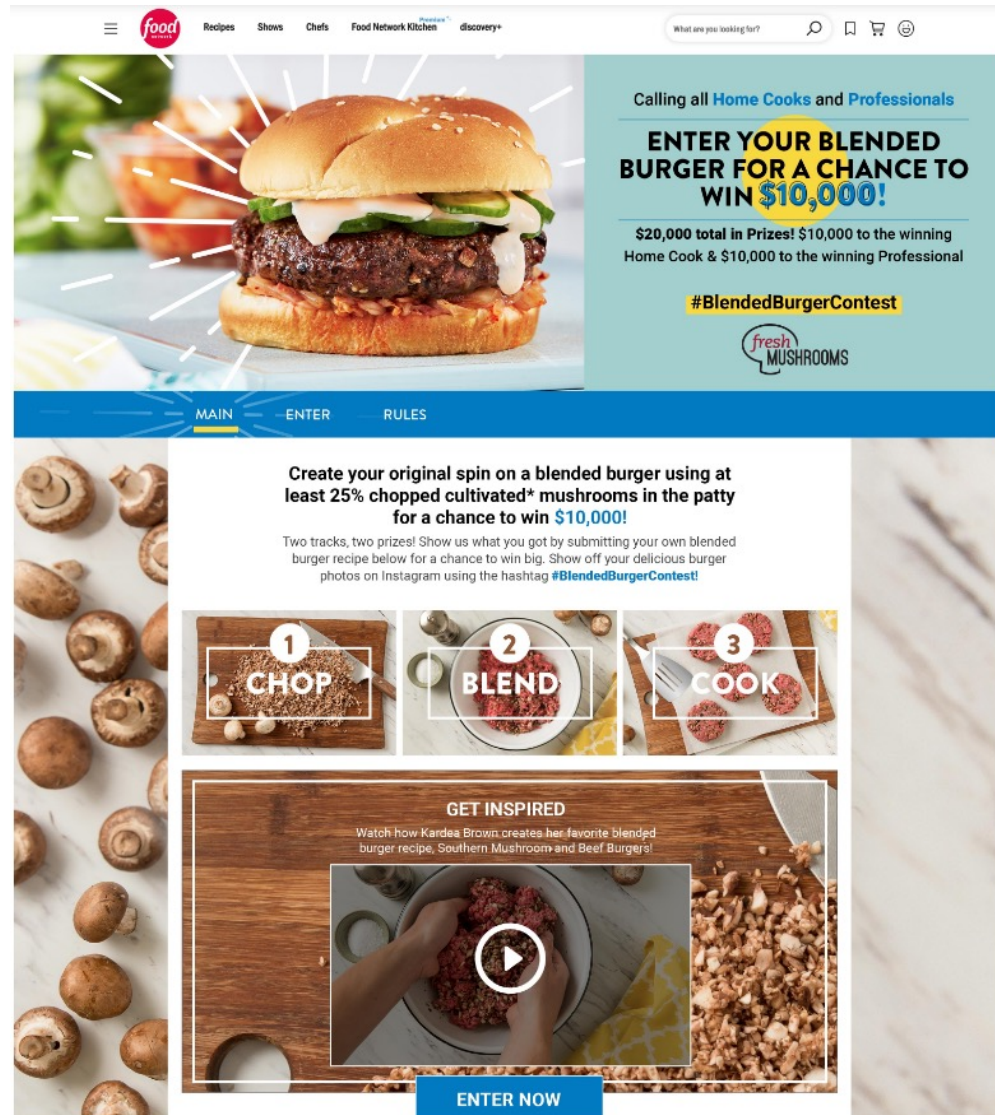 food
network
Recipes
Shows
Chefs
Food Network Kitchen
Premium
discovery+
What are you looking for?
Calling all Home Cooks and Professionals
ENTER YOUR BLENDED
BURGER FOR A CHANCE TO
WIN $10,000!
$20,000 total in Prizes! $10,000 to the winning
Home Cook & $10,000 to the winning Professional
#BlendedBurgerContest
fresh
MUSHROOMS
MAIN
ENTER
RULES
Create your original spin on a blended burger using at
least 25% chopped cultivated* mushrooms in the patty
for a chance to win $10,000!
Two tracks, two prizes! Show us what you got by submitting your own blended
burger recipe below for a chance to win big. Show off your delicious burger
photos on Instagram using the hashtag #BlendedBurgerContest!
1
CHOP
2
BLEND
3
COOK
GET INSPIRED
Watch how Kardea Brown creates her favorite blended
burger recipe, Southern Mushroom and Beef Burgers!
ENTER NOW